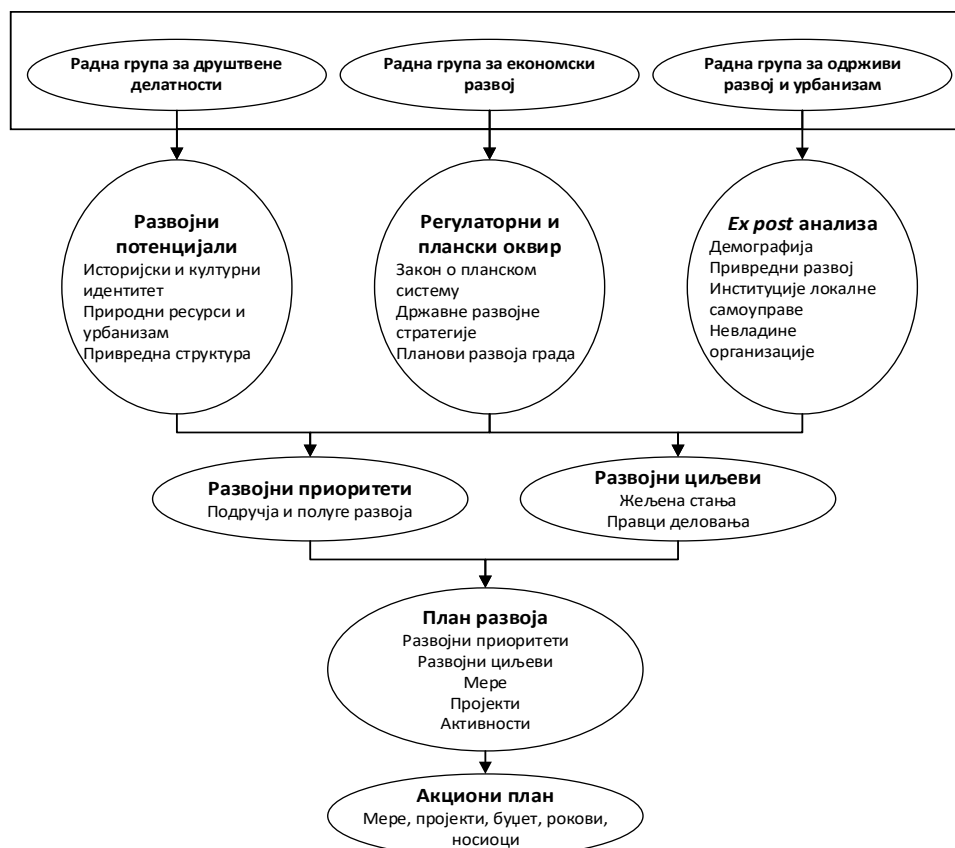 Радна група за друштвене
делатности
Радна група за економски
развој
Радна група за одрживи
развој и урбанизам
Развојни
потенцијали
Историјски и културни
идентитет
Природни ресурси и
урбанизам
Привредна структура
Регулаторни и
плански оквир
Закон о планском
систему
Државне развојне
стратегије
Планови развоја града
Ex post анализа
Демографија
Привредни развој
Институције локалне
самоуправе
Невладине
организације
Развојни приоритети
Подручја и полуге развоја
Развојни циљеви
Жељена стања
Правци деловања
План развоја
Развојни приоритети
Развојни циљеви
Мере
Пројекти
Активности
Акциони план
Мере, пројекти, буџет, рокови,
носиоци